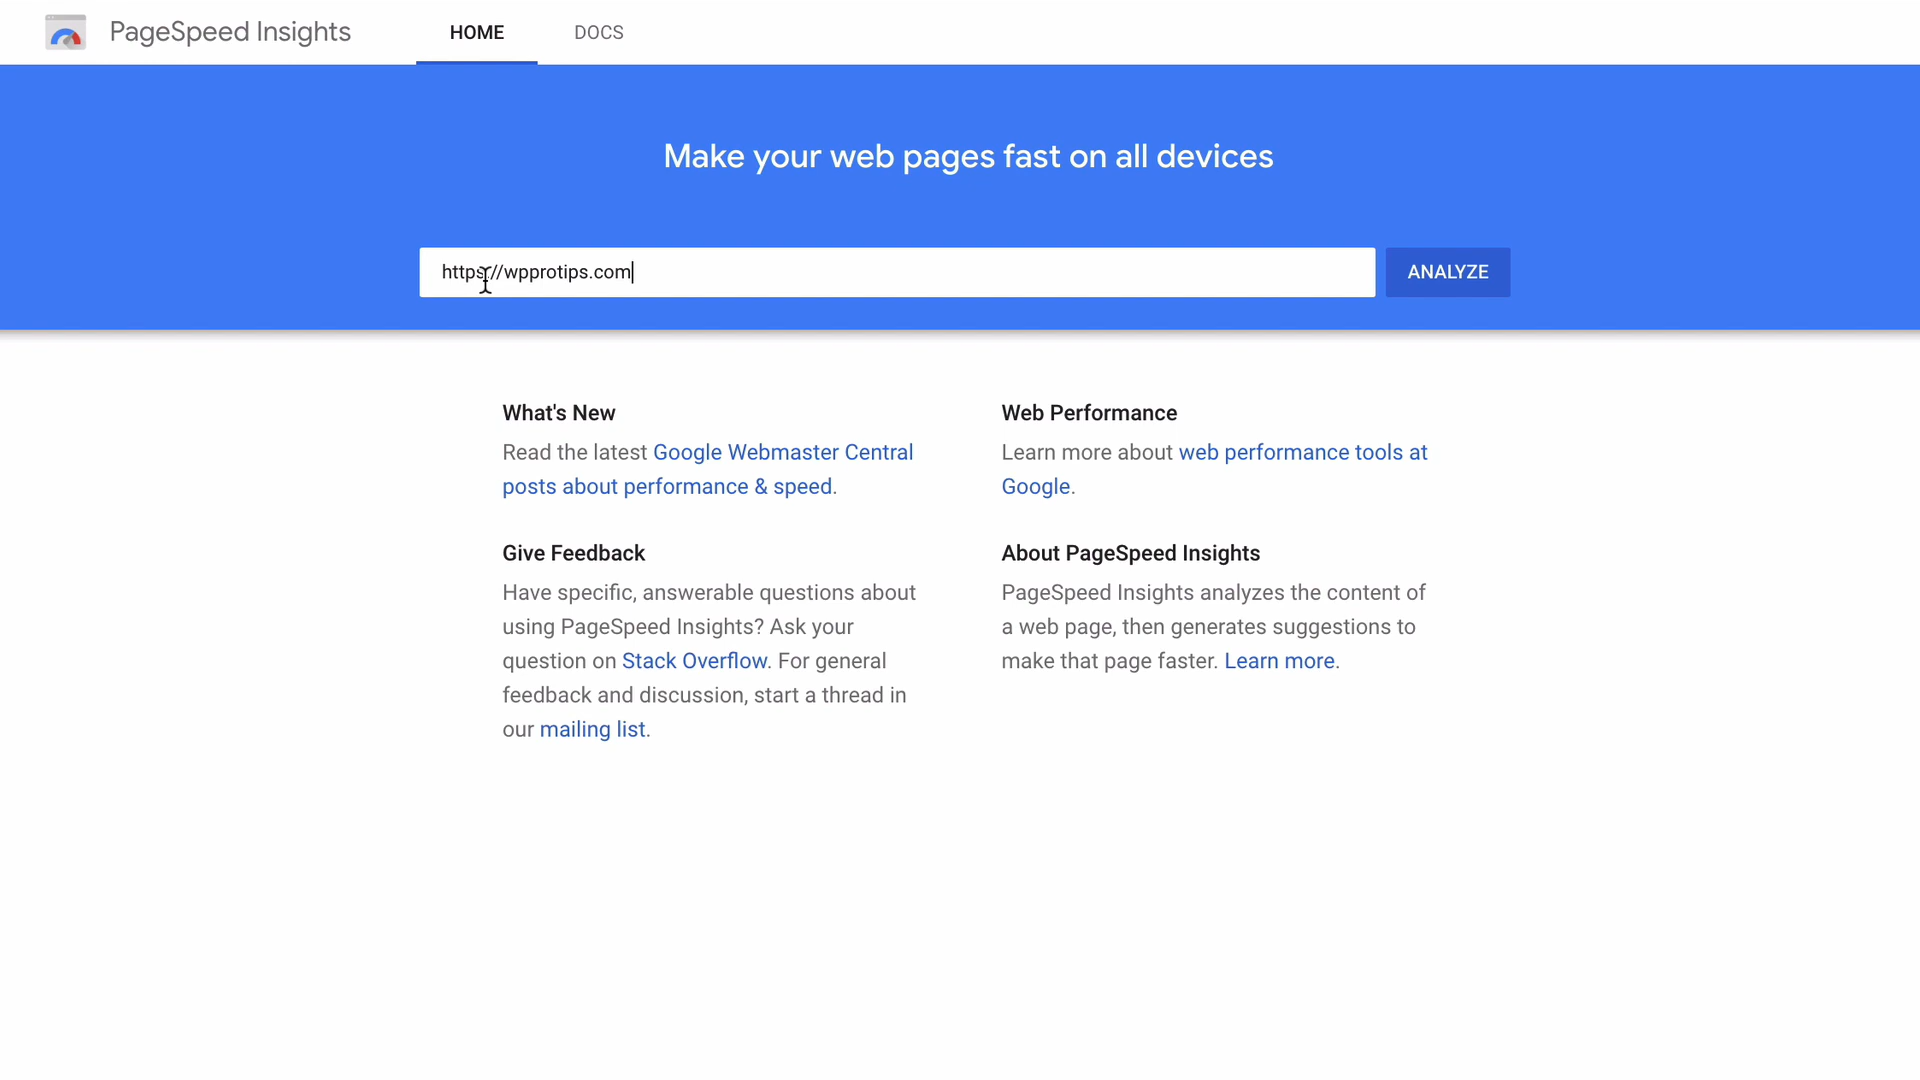 PageSpeed Insights
HOME
DOCS
Make your web pages fast on all devices
https://wpprotips.com
ANALYZE
What's New
Read the latest Google Webmaster Central
posts about performance & speed.
Web Performance
Learn more about web performance tools at
Google.
Give Feedback
Have specific, answerable questions about
using PageSpeed Insights? Ask your
question on Stack Overflow. For general
feedback and discussion, start a thread in
our mailing list.
About PageSpeed Insights
PageSpeed Insights analyzes the content of
a web page, then generates suggestions to
make that page faster. Learn more.